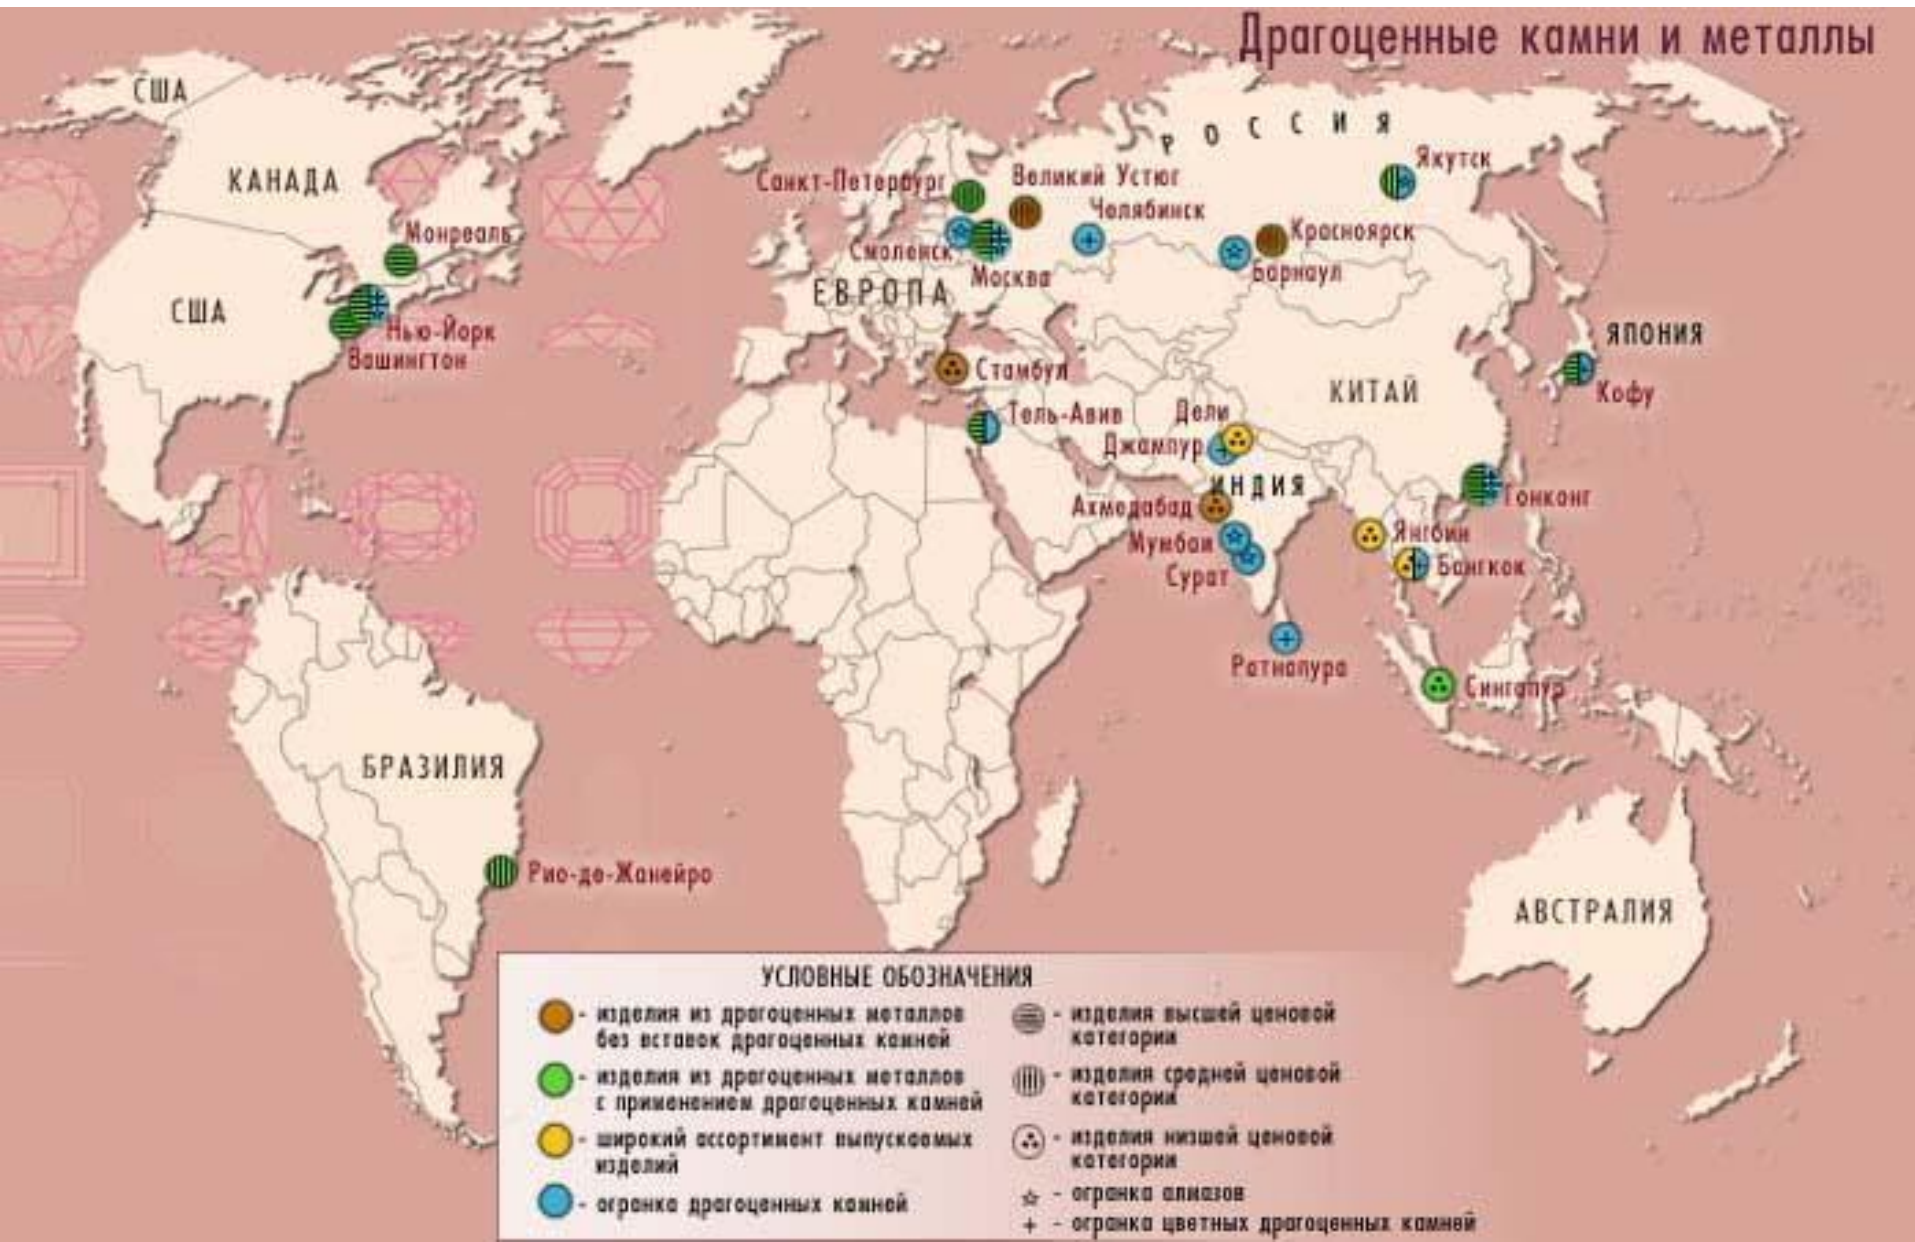 Драгоценные камни и металлы
США
РОССИЯ
КАНАДА
Санкт-Петербург
Великий Устюг
Якутск
Челябинск
Монреаль
Смоленск
Красноярск
Москва
Барнаул
ЕВРОПА
США
Нью-Йорк
Вашингтон
ЯПОНИЯ
Стамбул
КИТАЙ
Кофу
Тель-Авив
Дели
Джампур
ИНДИЯ
Ахмедабад
Гонконг
Мумбаи
Янгбин
Сурат
Бангкок
Ратнапура
Сингапур
БРАЗИЛИЯ
Рио-де-Жанейро
АВСТРАЛИЯ
УСЛОВНЫЕ ОБОЗНАЧЕНИЯ
- изделия из драгоценных металлов
без вставок драгоценных камней
- изделия из драгоценных металлов
с применением драгоценных камней
- широкий ассортимент выпускаемых
изделий
- огранка драгоценных камней
- изделия высшей ценовой
категории
- изделия средней ценовой
категории
- изделия низшей ценовой
категории
- огранка алмазов
- огранка цветных драгоценных камней